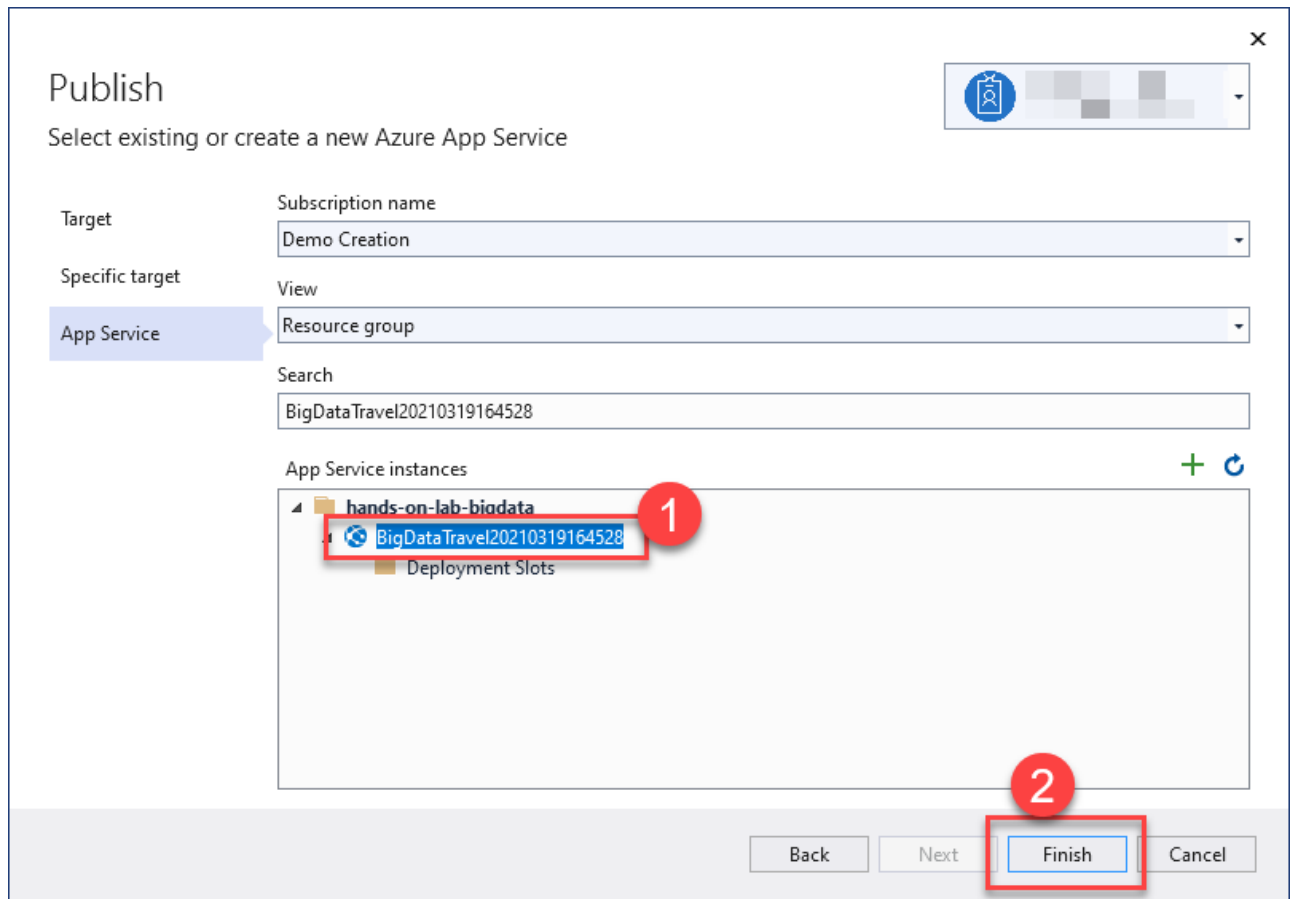 Publish
Select existing or create a new Azure App Service
Target
Specific target
App Service
Subscription name
Demo Creation
View
Resource group
Search
BigDataTravel20210319164528
App Service instances
hands-on-lab-bigdata
1
BigDataTravel20210319164528
Deployment Slots
2
Back
Next
Finish
Cancel